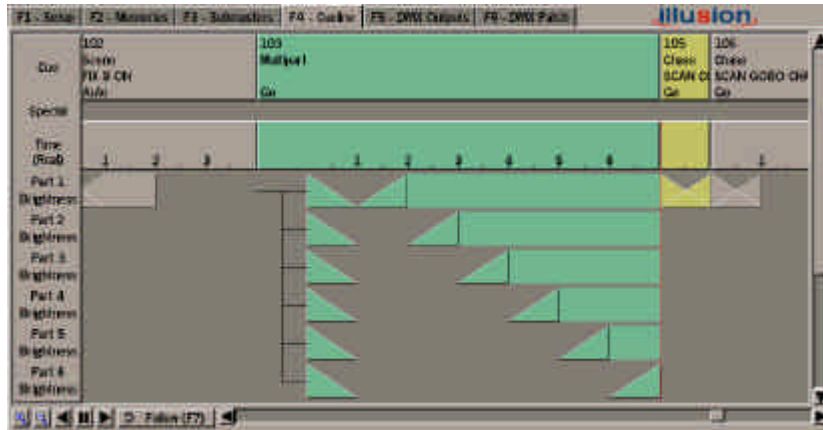 F1 - Setup F2 - Memories F3 - Submasters F4 - Cueline F5 - DMX Outputs F6 - DMX Patch illusion.
Cue
102
Scene
FIX 8 ON
Auto
103
Multipart
Go
105
Chase
SCAN
Go
106
Chase
SCAN GOBO CHA
Go
Special
Time
(Real)
1 2 3 1 2 3 4 5 6 1
Part 1
Brightness
Part 2
Brightness
Part 3
Brightness
Part 4
Brightness
Part 5
Brightness
Part 6
Brightness
Follow (F7)